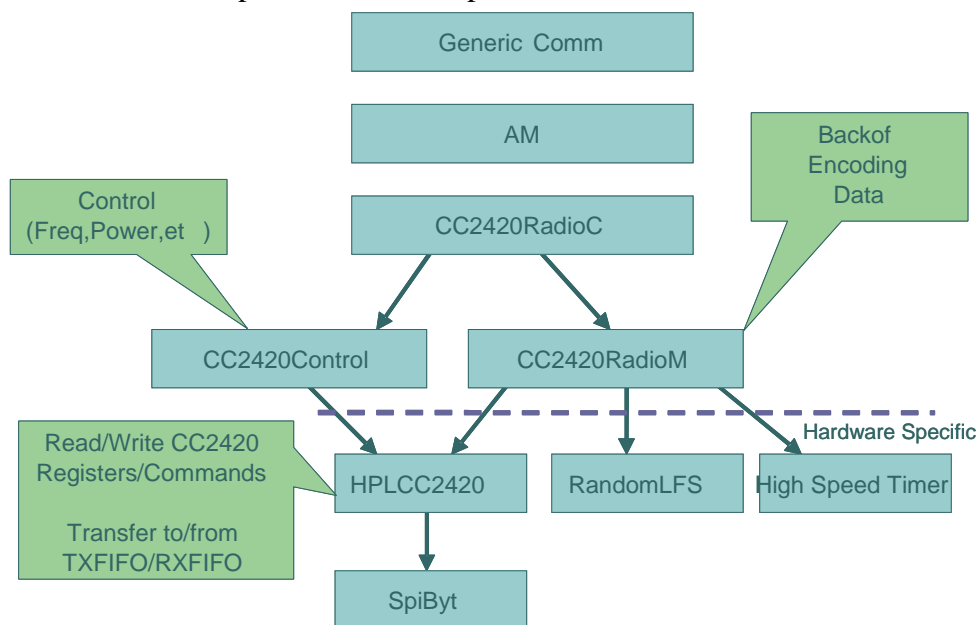 Generic Comm
AM
Backof
Encoding
Data
Control
(Freq,Power,et )
CC2420RadioC
CC2420Control
CC2420RadioM
Hardware Specific
Read/Write CC2420
Registers/Commands
Transfer to/from
TXFIFO/RXFIFO
HPLCC2420
RandomLFS
High Speed Timer
SpiByt